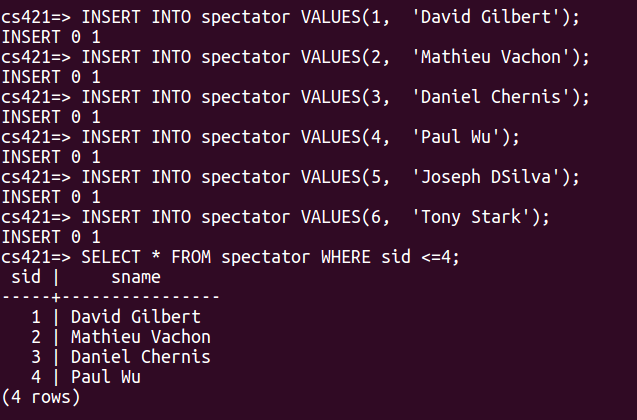 cs421=> INSERT INTO spectator VALUES(1,  'David Gilbert');
INSERT 0 1
cs421=> INSERT INTO spectator VALUES(2,  'Mathieu Vachon');
INSERT 0 1
cs421=> INSERT INTO spectator VALUES(3,  'Daniel Chernis');
INSERT 0 1
cs421=> INSERT INTO spectator VALUES(4,  'Paul Wu');
INSERT 0 1
cs421=> INSERT INTO spectator VALUES(5,  'Joseph DSilva');
INSERT 0 1
cs421=> INSERT INTO spectator VALUES(6,  'Tony Stark');
INSERT 0 1
cs421=> SELECT * FROM spectator WHERE sid <=4;
 sid |     sname
-----+----------------
   1 | David Gilbert
   2 | Mathieu Vachon
   3 | Daniel Chernis
   4 | Paul Wu
(4 rows)